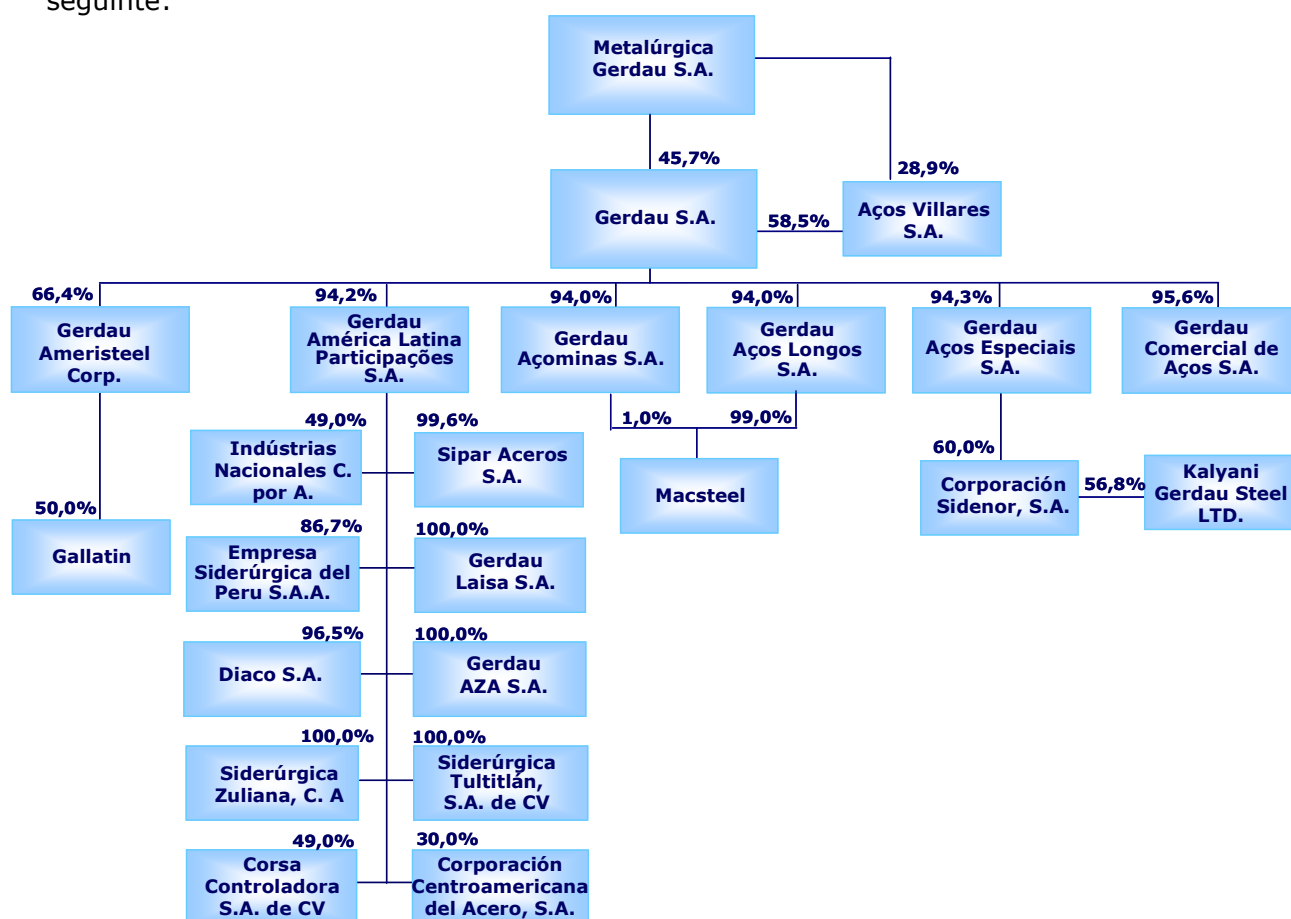 seguinte:
Metalúrgica
Gerdau S.A.
45,7%
28,9%
Gerdau S.A.
58,5%
Aços Villares
S.A.
66,4%
94,2%
94,0%
94,0%
94,3%
95,6%
Gerdau
Ameristeel
Corp.
Gerdau
América Latina
Participações
S.A.
Gerdau
Açominas S.A.
Gerdau
Aços Longos
S.A.
Gerdau
Aços Especiais
S.A.
Gerdau
Comercial de
Aços S.A.
49,0%
99,6%
1,0%
99,0%
Indústrias
Nacionales C.
por A.
Sipar Aceros
S.A.
Macsteel
60,0%
Corporación
Sidenor, S.A.
56,8%
Kalyani
Gerdau Steel
LTD.
50,0%
Gallatin
86,7%
100,0%
Empresa
Siderúrgica del
Peru S.A.A.
Gerdau
Laisa S.A.
96,5%
100,0%
Diaco S.A.
Gerdau
AZA S.A.
100,0%
100,0%
Siderúrgica
Zuliana, C. A
Siderúrgica
Tultitlán,
S.A. de CV
49,0%
30,0%
Corsa
Controladora
S.A. de CV
Corporación
Centroamericana
del Acero, S.A.